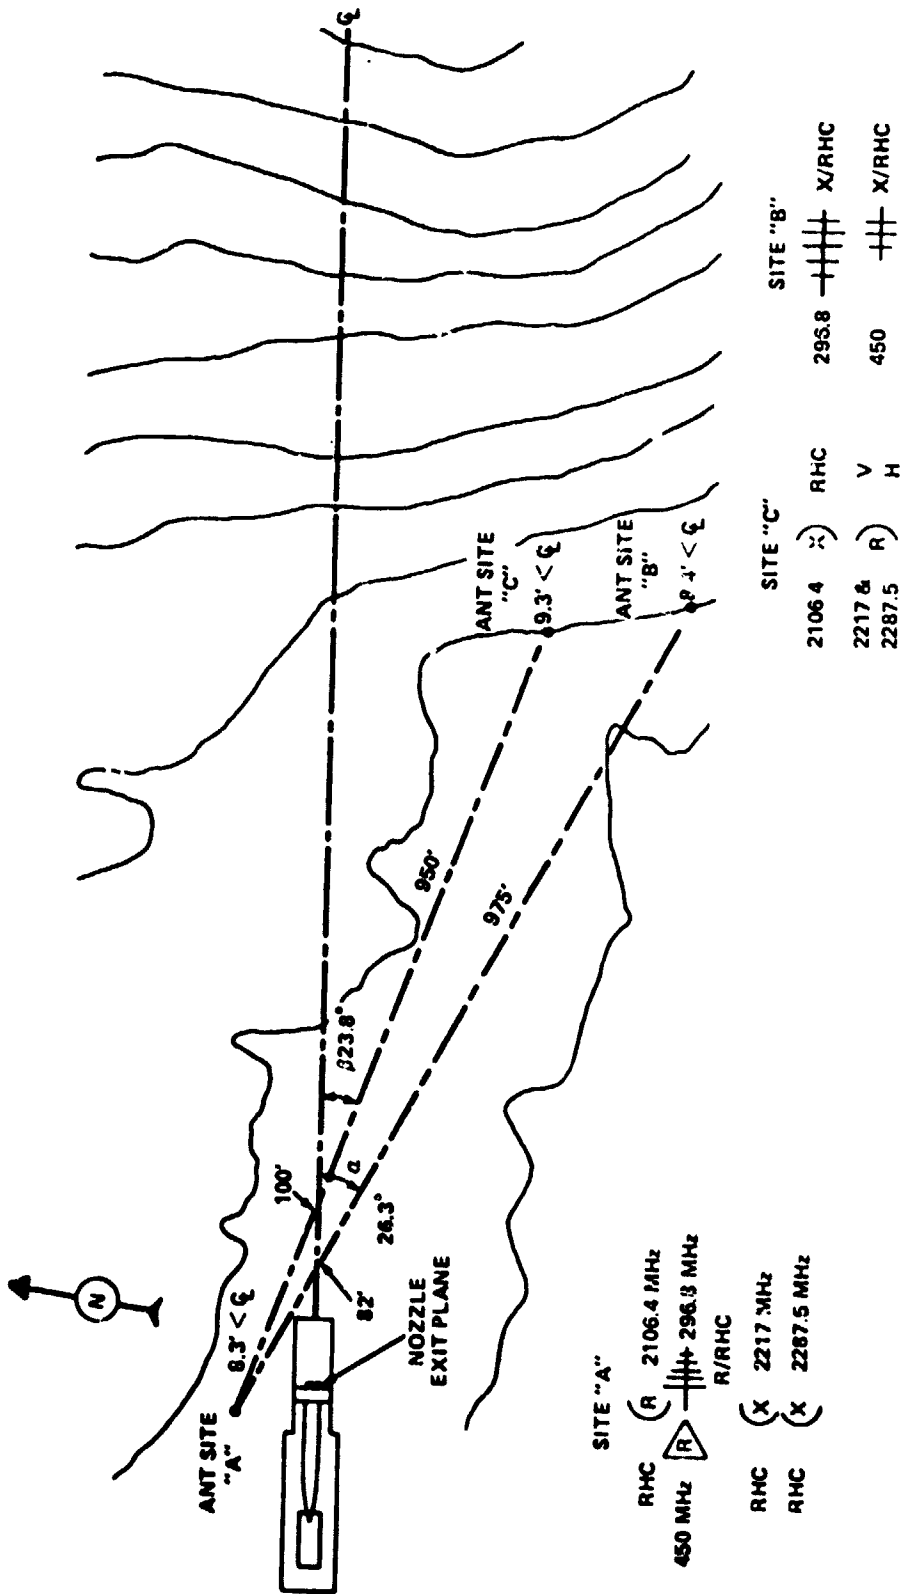 ℄
N
ANT SITE
"A"
8.3' < ℄
100'
82'
β23.8°
α
26.3°
950'
975'
NOZZLE
EXIT PLANE
ANT SITE
"C"
9.3' < ℄
ANT SITE
"B"
< ℄
SITE "A"
RHC (R 2106.4 MHz
450 MHz R 296.8 MHz
R/RHC
RHC (X 2217 MHz
RHC (X 2287.5 MHz
SITE "C"
2106 4 X) RHC
2217 & R) V
2287.5 H
SITE "B"
296.8 X/RHC
450 X/RHC